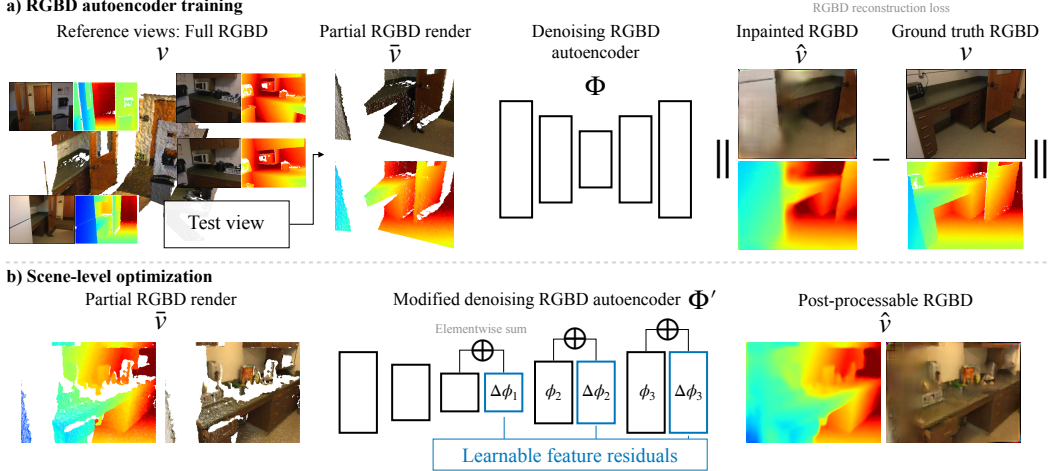 a) RGBD autoencoder training
RGBD reconstruction loss
Reference views: Full RGBD
v
Partial RGBD render
v̄
Denoising RGBD
autoencoder
Φ
Inpainted RGBD
v̂
Ground truth RGBD
v
|| − ||
Test view
b) Scene-level optimization
Partial RGBD render
v̄
Modified denoising RGBD autoencoder Φ′
Post-processable RGBD
v̂
Elementwise sum
⊕ ⊕ ⊕
Δϕ₁ ϕ₂ Δϕ₂ ϕ₃ Δϕ₃
Learnable feature residuals